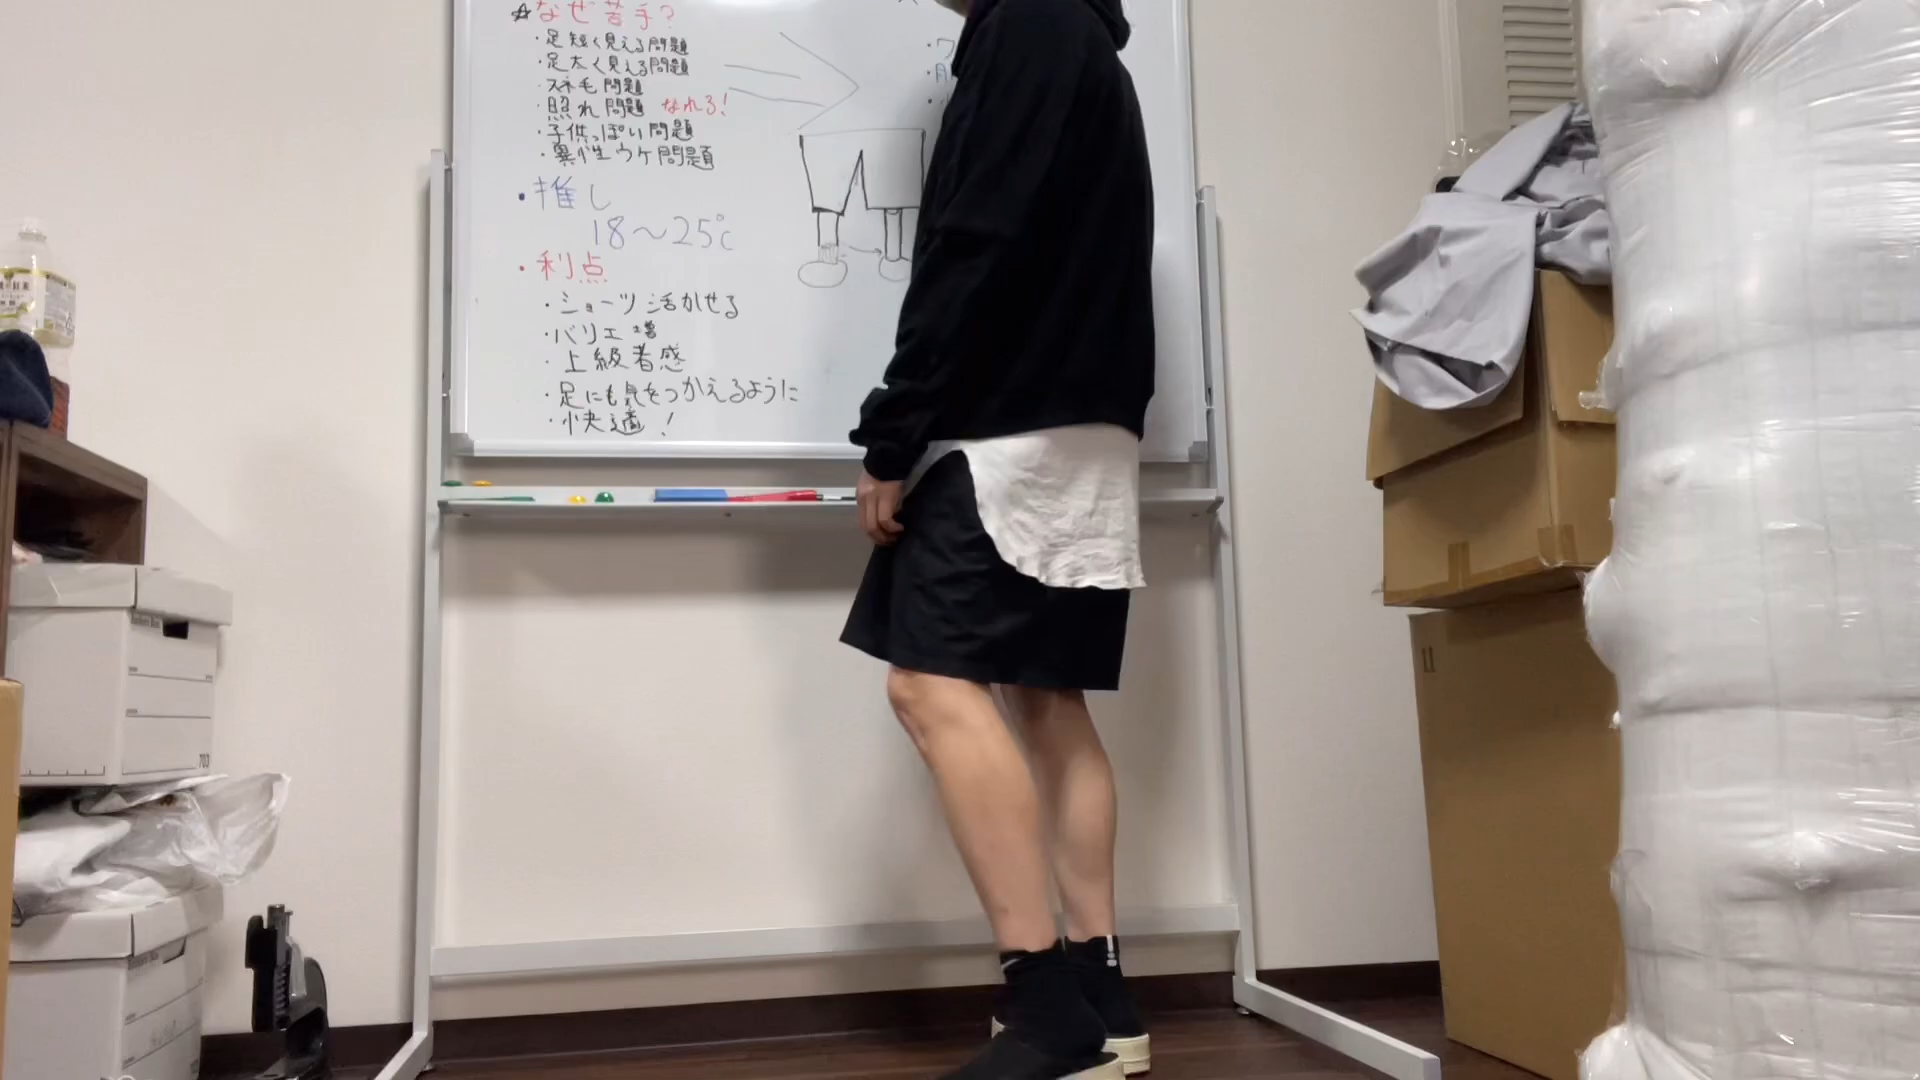 ☆なぜ苦手?
・足短く見える問題
・足太く見える問題
・スネ毛問題
・照れ問題 なれろ!
・子供っぽい問題
・異性ウケ問題
・推し
18〜25℃
・利点
・ショーツ活かせる
・バリエ増
・上級者感
・足にも気をつかえるように
・快適!
703